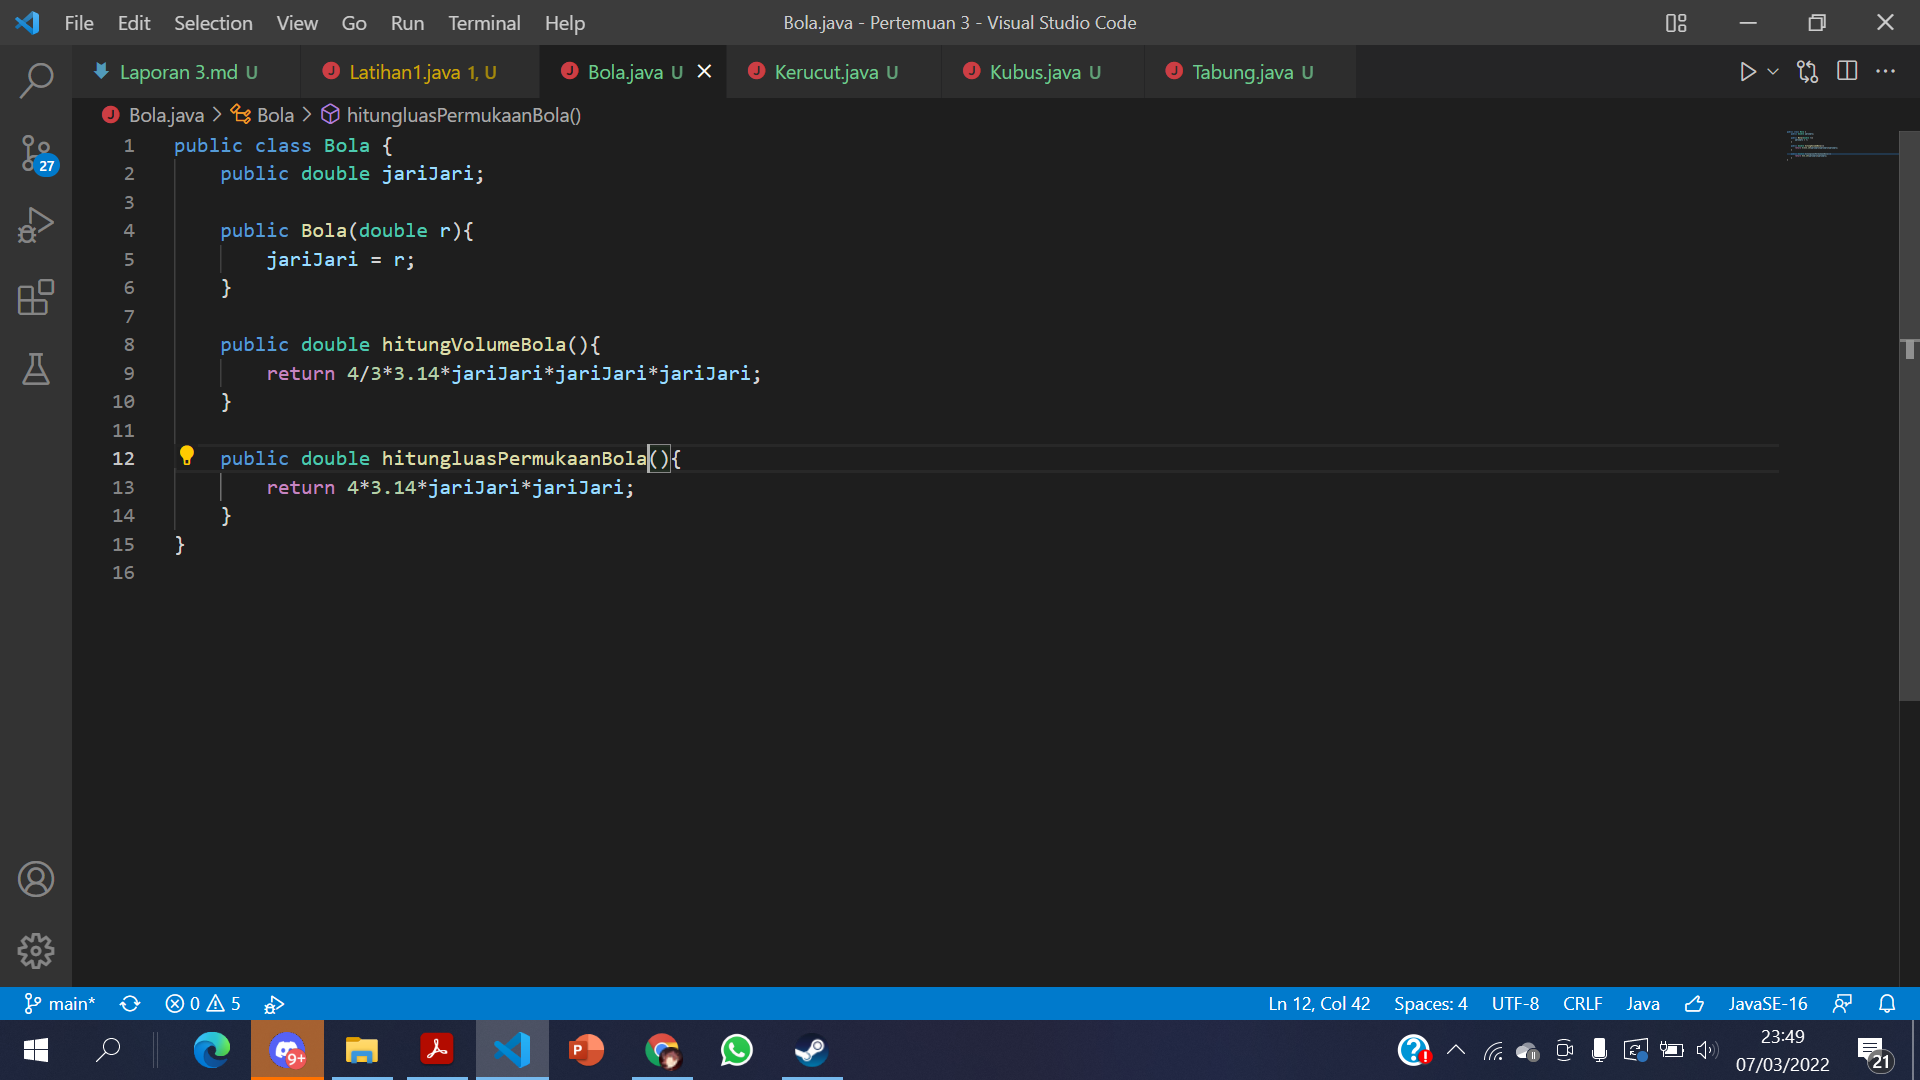 File Edit Selection View Go Run Terminal Help Bola.java - Pertemuan 3 - Visual Studio Code
Laporan 3.md U Latihan1.java 1, U Bola.java U Kerucut.java U Kubus.java U Tabung.java U
Bola.java > Bola > hitungluasPermukaanBola()
27
1 public class Bola {
2 public double jariJari;
3
4 public Bola(double r){
5 jariJari = r;
6 }
7
8 public double hitungVolumeBola(){
9 return 4/3*3.14*jariJari*jariJari*jariJari;
10 }
11
12 public double hitungluasPermukaanBola(){
13 return 4*3.14*jariJari*jariJari;
14 }
15 }
16
main* 0 5 Ln 12, Col 42 Spaces: 4 UTF-8 CRLF Java JavaSE-16
9+ P 23:49
07/03/2022 21